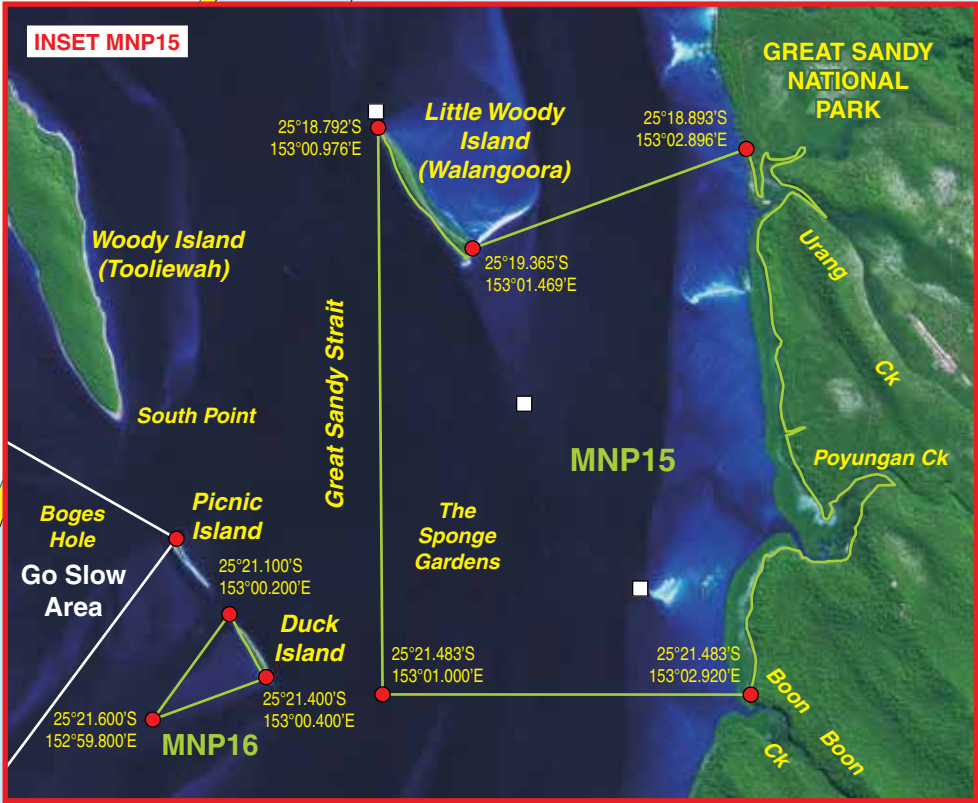 INSET MNP15
GREAT SANDY
NATIONAL
PARK
Little Woody
Island
(Walangoora)
25°18.792'S
153°00.976'E
25°18.893'S
153°02.896'E
Woody Island
(Tooliewah)
25°19.365'S
153°01.469'E
Urang
Ck
Great Sandy Strait
South Point
MNP15
Poyungan Ck
Boges
Hole
Picnic
Island
The
Sponge
Gardens
Go Slow
Area
25°21.100'S
153°00.200'E
Duck
Island
25°21.483'S
153°01.000'E
25°21.483'S
153°02.920'E
25°21.400'S
153°00.400'E
25°21.600'S
152°59.800'E
MNP16
Boon
Boon
Ck